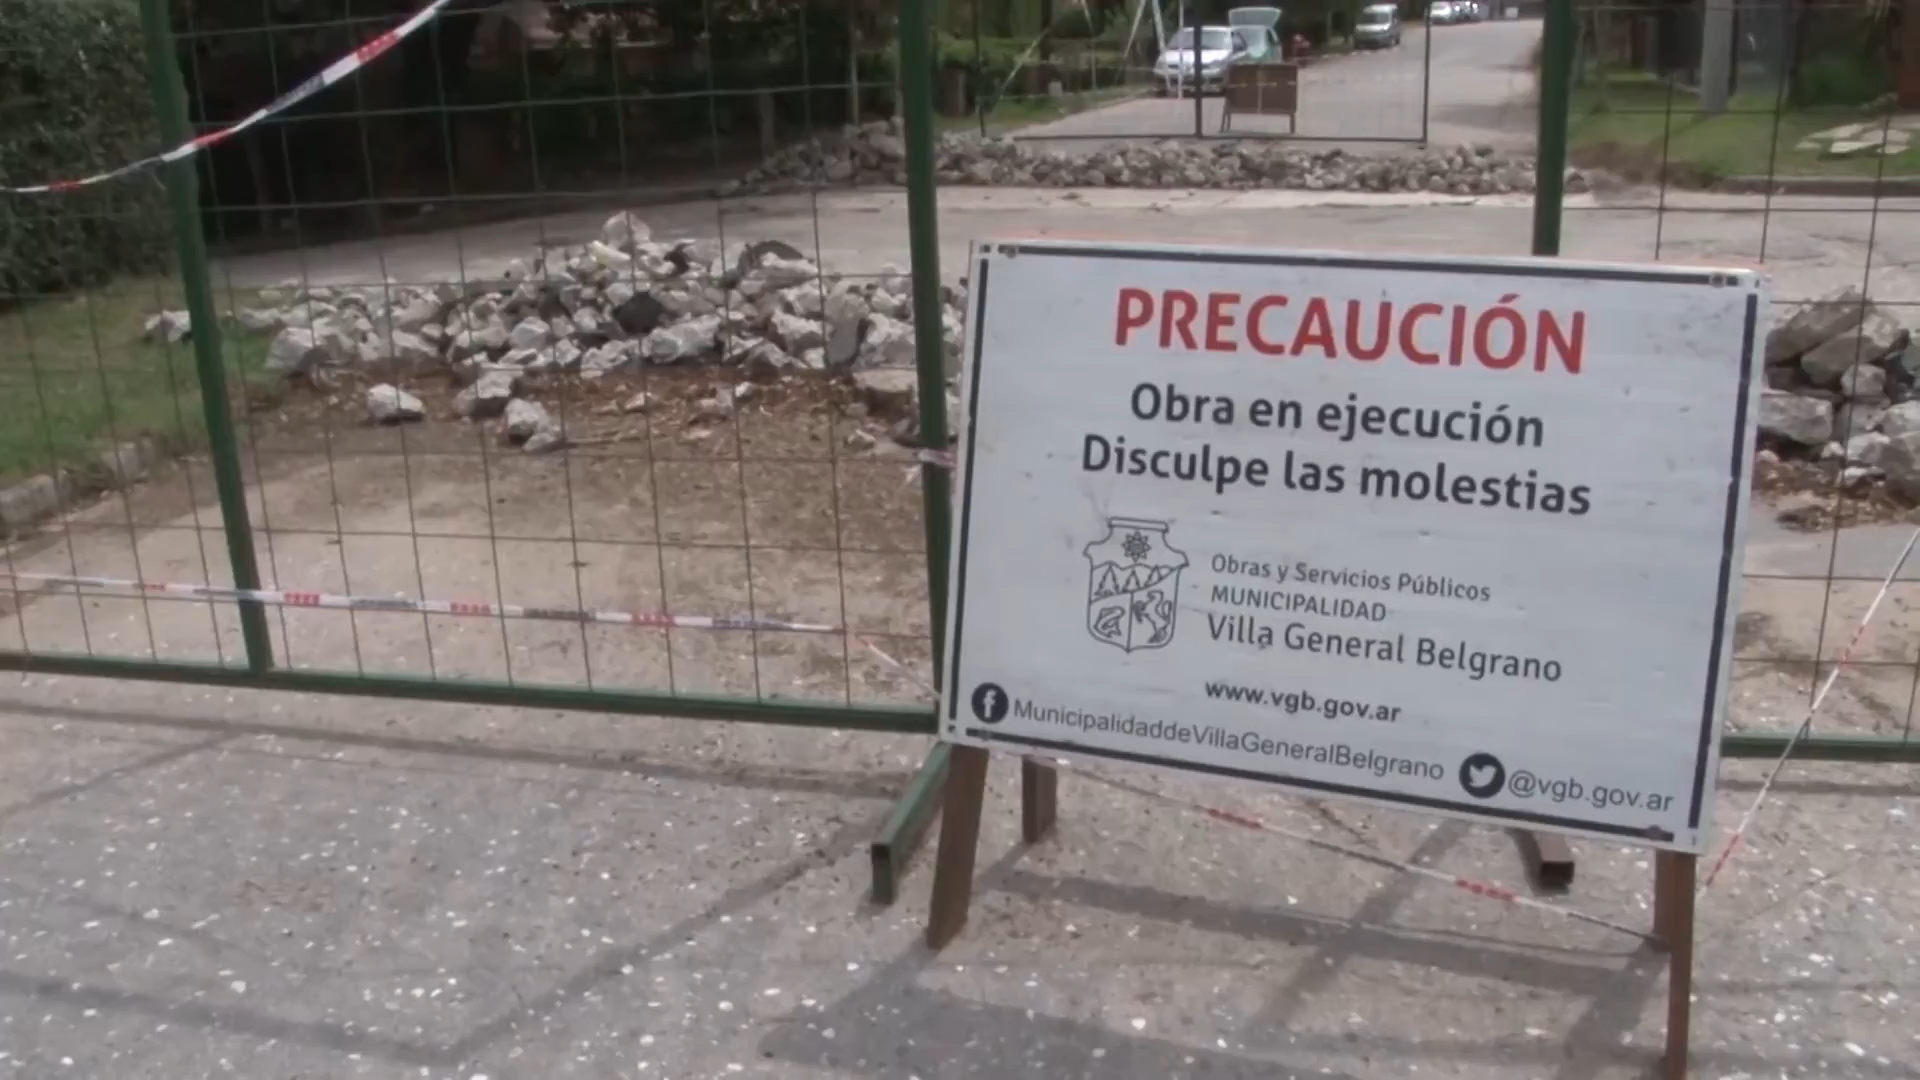 PRECAUCIÓN
Obra en ejecución
Disculpe las molestias
Obras y Servicios Públicos
MUNICIPALIDAD
Villa General Belgrano
www.vgb.gov.ar
MunicipalidaddeVillaGeneralBelgrano @vgb.gov.ar